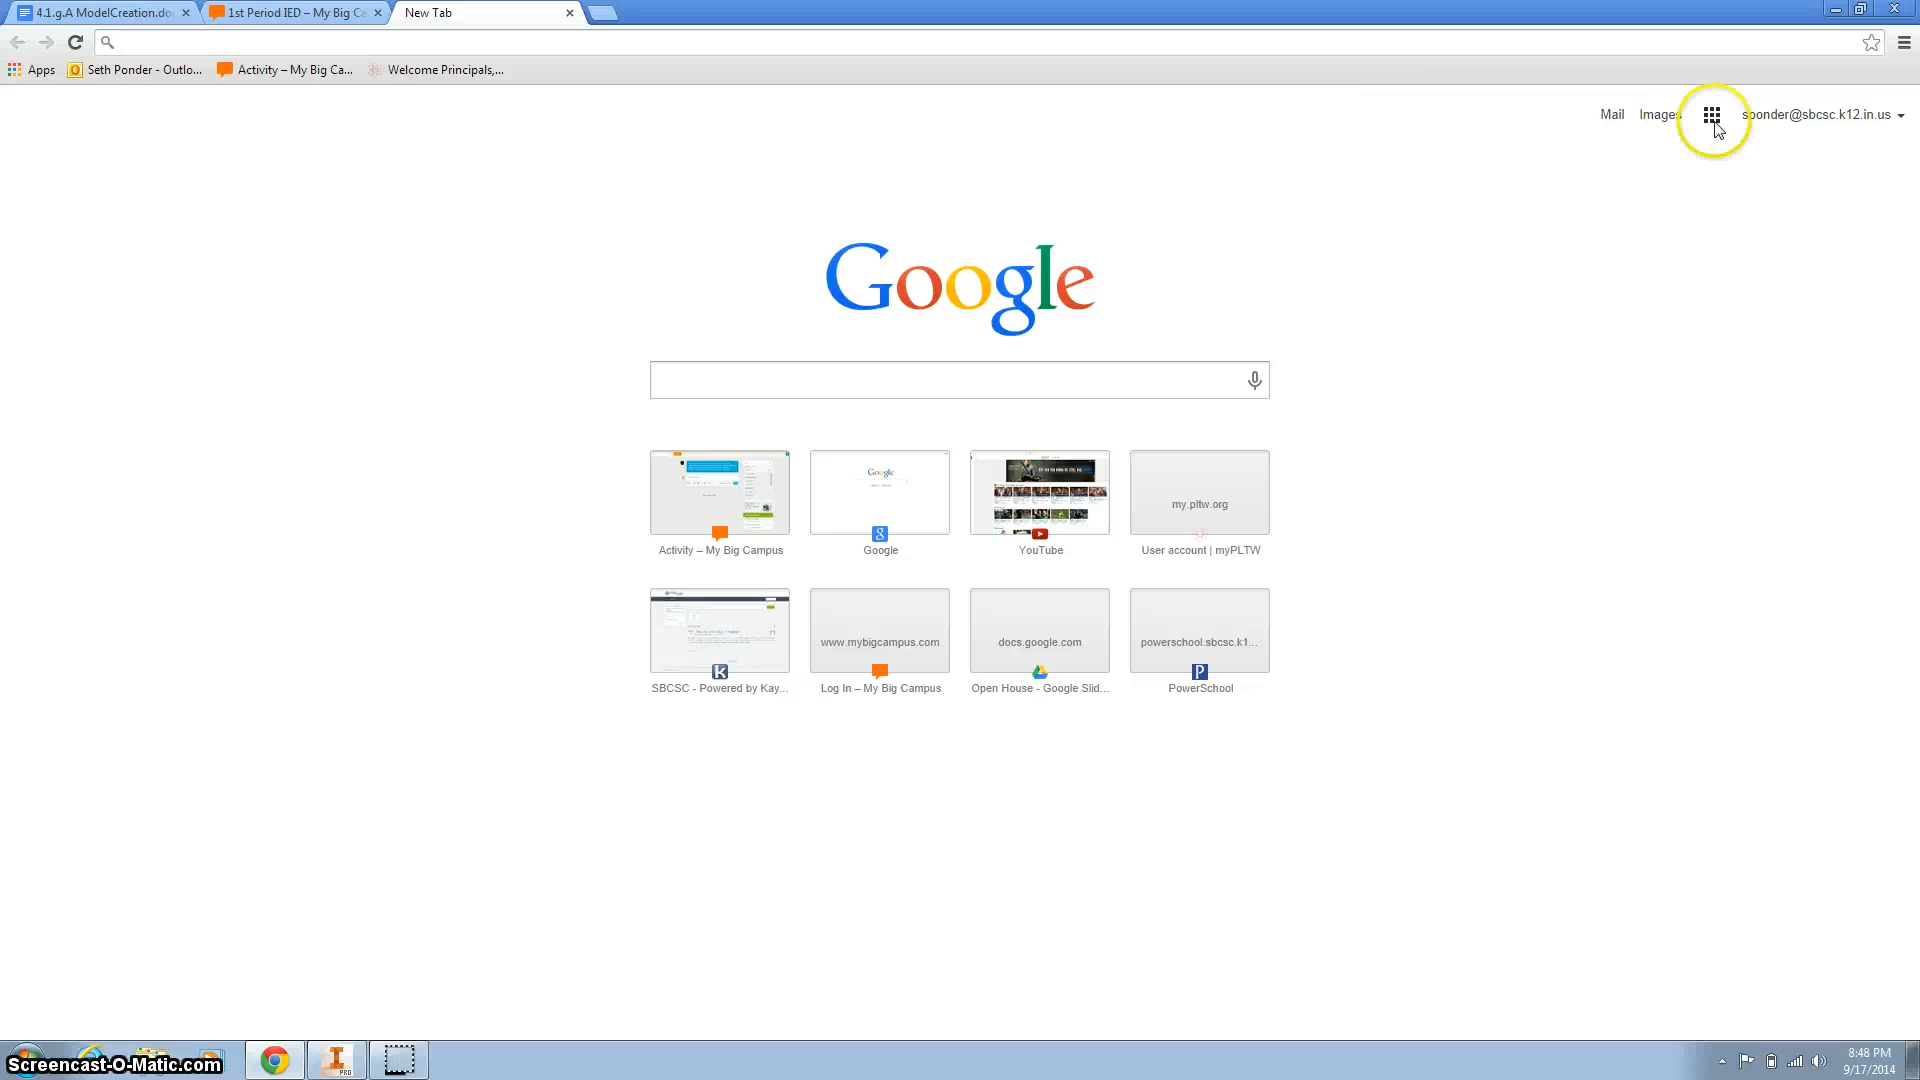 4.1.g.A ModelCreation.do
1st Period IED – My Big Ca
New Tab
Apps
Seth Ponder - Outlo...
Activity – My Big Ca...
Welcome Principals,...
Mail
Images
sponder@sbcsc.k12.in.us
Google
my.pltw.org
Activity – My Big Campus
Google
YouTube
User account | myPLTW
www.mybigcampus.com
docs.google.com
powerschool.sbcsc.k1...
SBCSC - Powered by Kay...
Log In – My Big Campus
Open House - Google Slid...
PowerSchool
Screencast-O-Matic.com
PRO
8:48 PM
9/17/2014